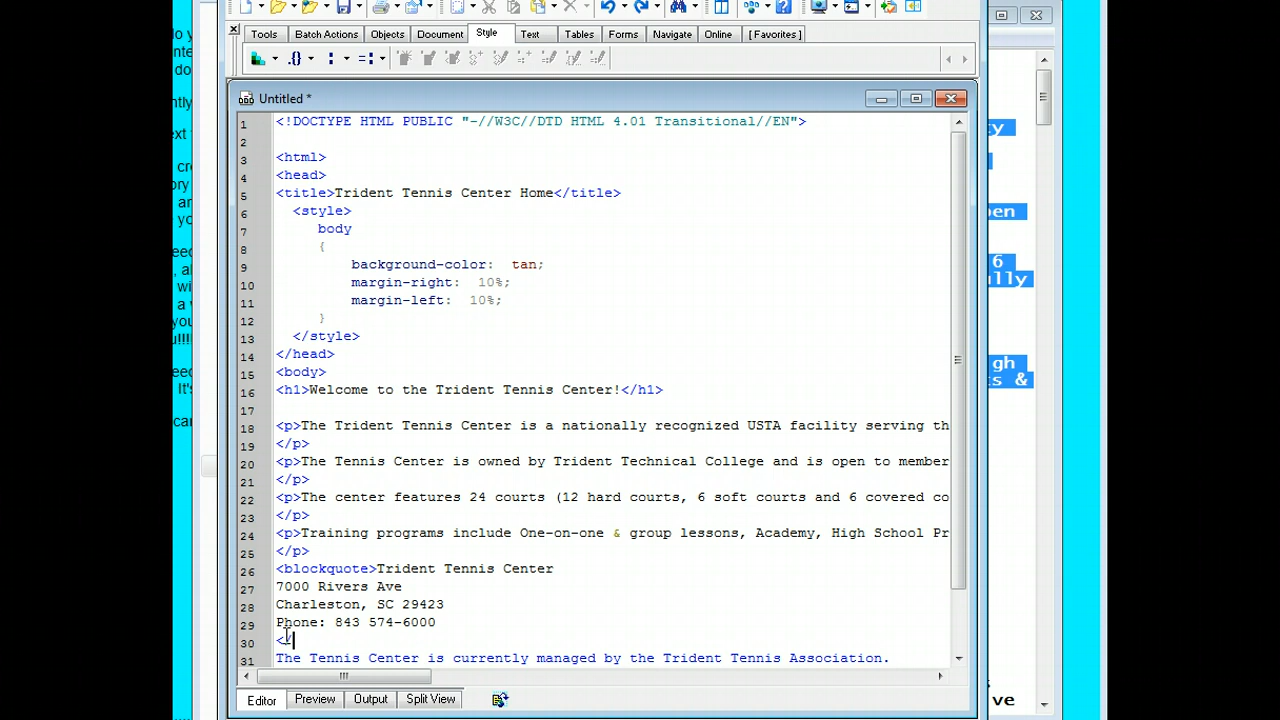 Tools Batch Actions Objects Document Style Text Tables Forms Navigate Online [ Favorites ]
Untitled *
1 <!DOCTYPE HTML PUBLIC "-//W3C//DTD HTML 4.01 Transitional//EN">
2
3 <html>
4 <head>
5 <title>Trident Tennis Center Home</title>
6 <style>
7 body
8 {
9 background-color: tan;
10 margin-right: 10%;
11 margin-left: 10%;
12 }
13 </style>
14 </head>
15 <body>
16 <h1>Welcome to the Trident Tennis Center!</h1>
17
18 <p>The Trident Tennis Center is a nationally recognized USTA facility serving th
19 </p>
20 <p>The Tennis Center is owned by Trident Technical College and is open to member
21 </p>
22 <p>The center features 24 courts (12 hard courts, 6 soft courts and 6 covered co
23 </p>
24 <p>Training programs include One-on-one & group lessons, Academy, High School Pr
25 </p>
26 <blockquote>Trident Tennis Center
27 7000 Rivers Ave
28 Charleston, SC 29423
29 Phone: 843 574-6000
30 </
31 The Tennis Center is currently managed by the Trident Tennis Association.
Editor Preview Output Split View